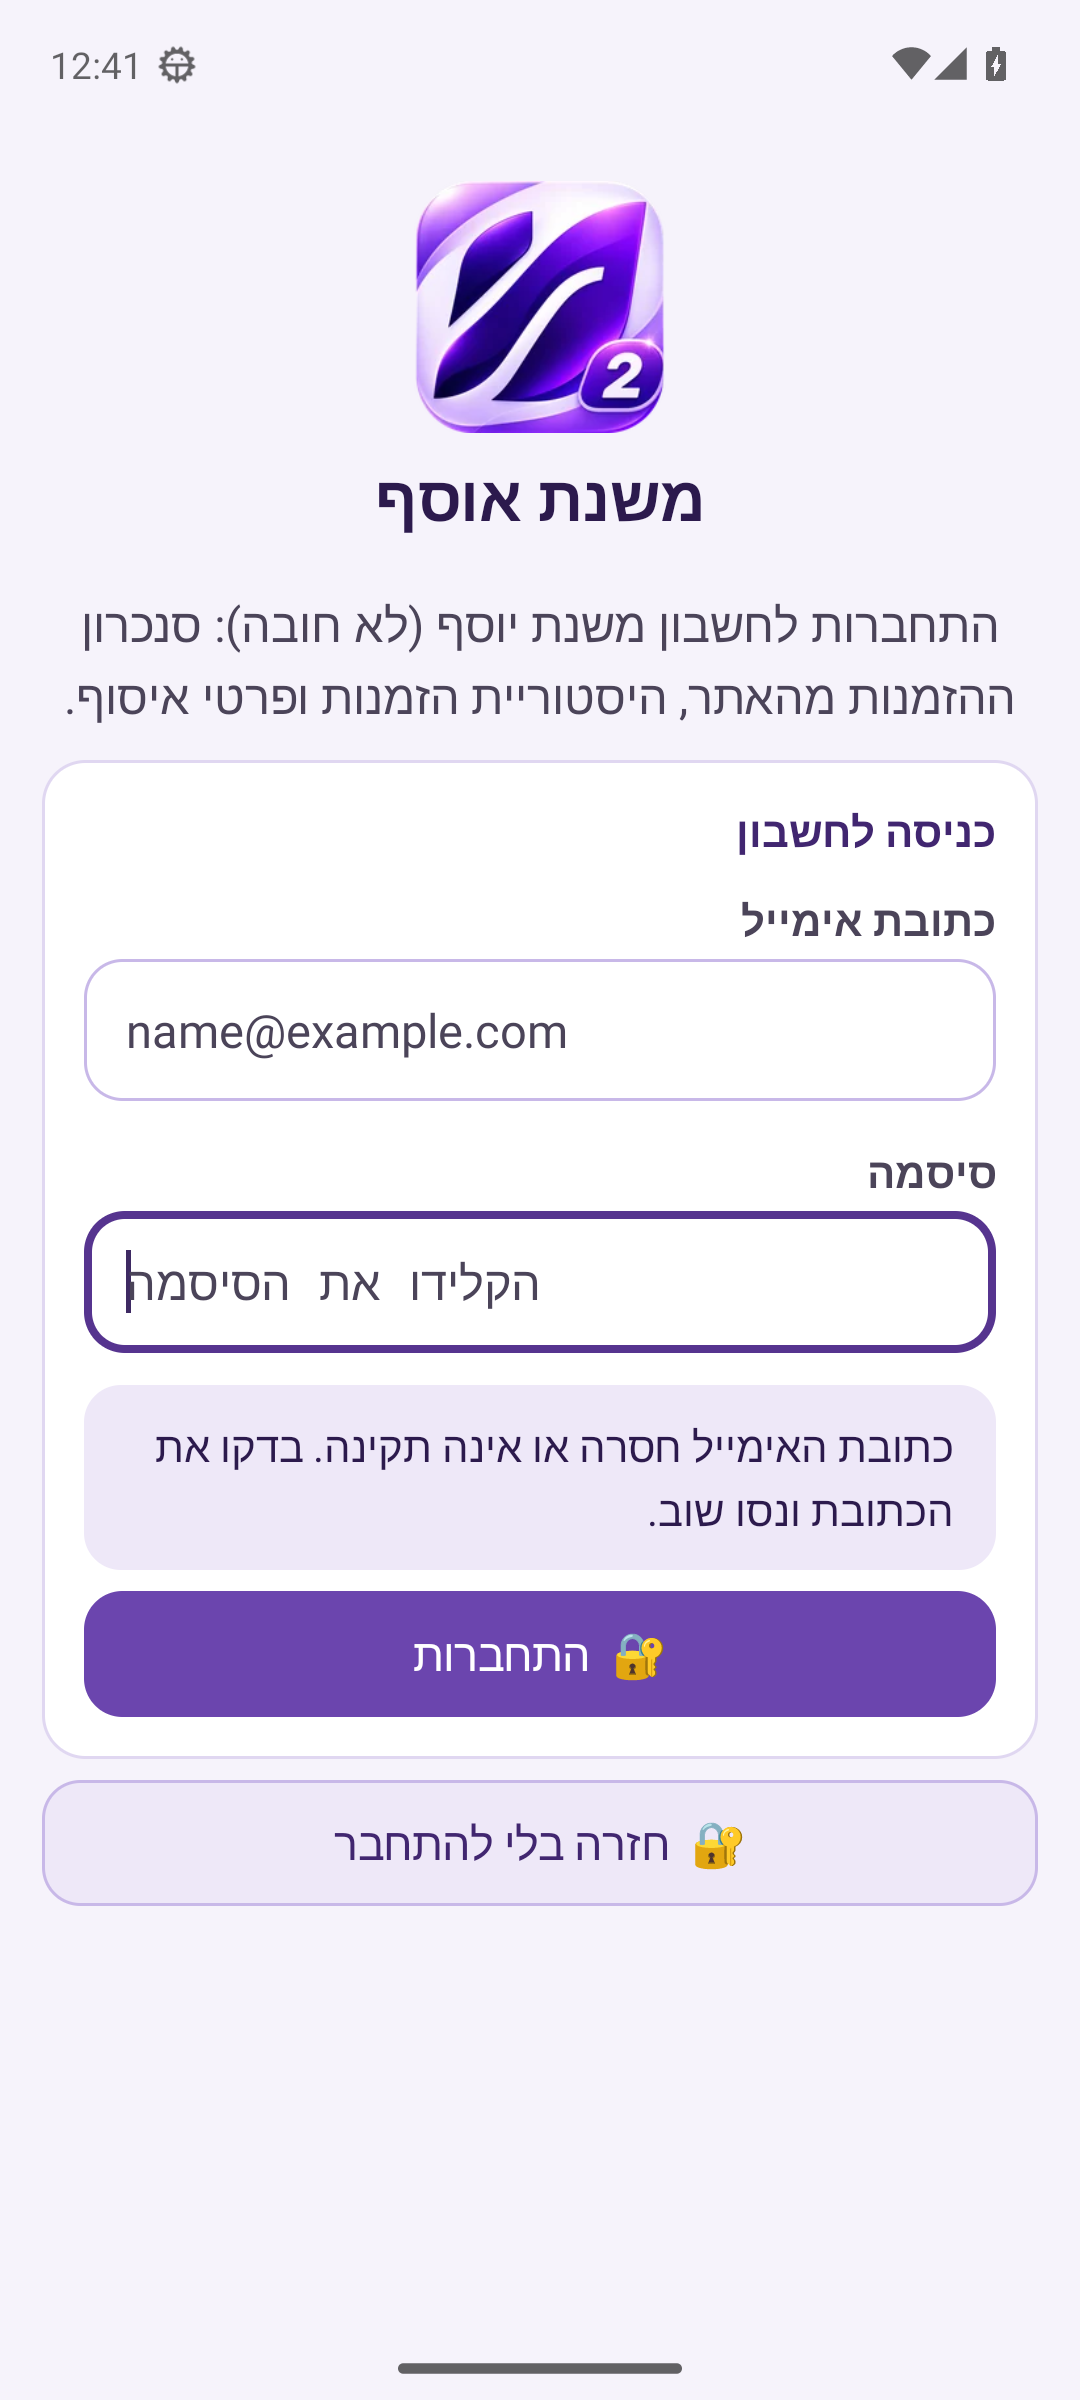 12:41
2
משנת אוסף
התחברות לחשבון משנת יוסף (לא חובה): סנכרון
ההזמנות מהאתר, היסטוריית הזמנות ופרטי איסוף.
כניסה לחשבון
כתובת אימייל
name@example.com
סיסמה
הקלידו את הסיסמה
כתובת האימייל חסרה או אינה תקינה. בדקו את
הכתובת ונסו שוב.
🔐 התחברות
🔐 חזרה בלי להתחבר